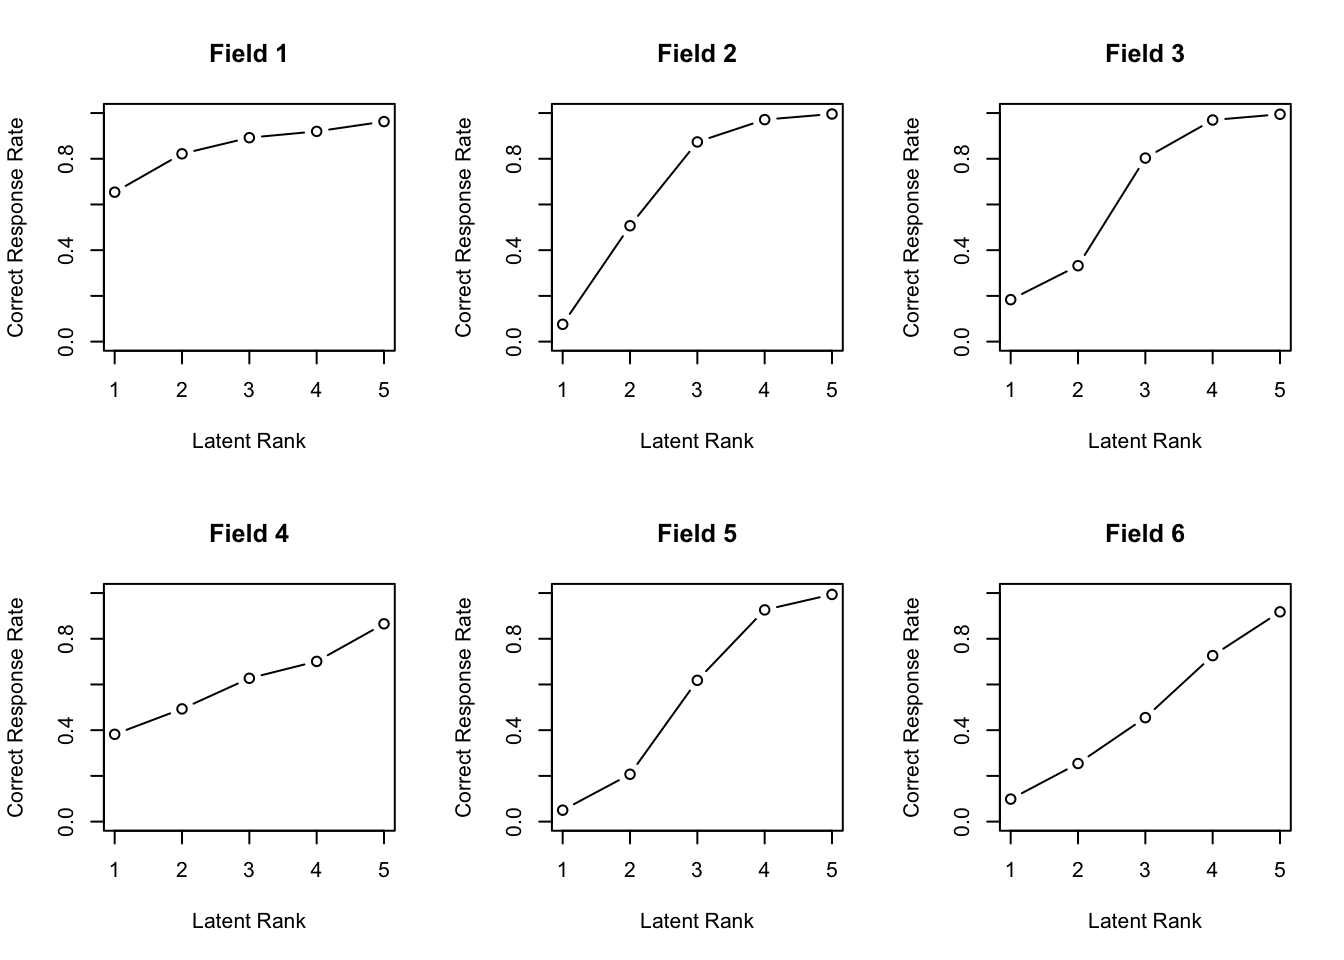 Field 1
Correct Response Rate
0.0 0.4 0.8
1 2 3 4 5
Latent Rank
Field 2
Correct Response Rate
0.0 0.4 0.8
1 2 3 4 5
Latent Rank
Field 3
Correct Response Rate
0.0 0.4 0.8
1 2 3 4 5
Latent Rank
Field 4
Correct Response Rate
0.0 0.4 0.8
1 2 3 4 5
Latent Rank
Field 5
Correct Response Rate
0.0 0.4 0.8
1 2 3 4 5
Latent Rank
Field 6
Correct Response Rate
0.0 0.4 0.8
1 2 3 4 5
Latent Rank